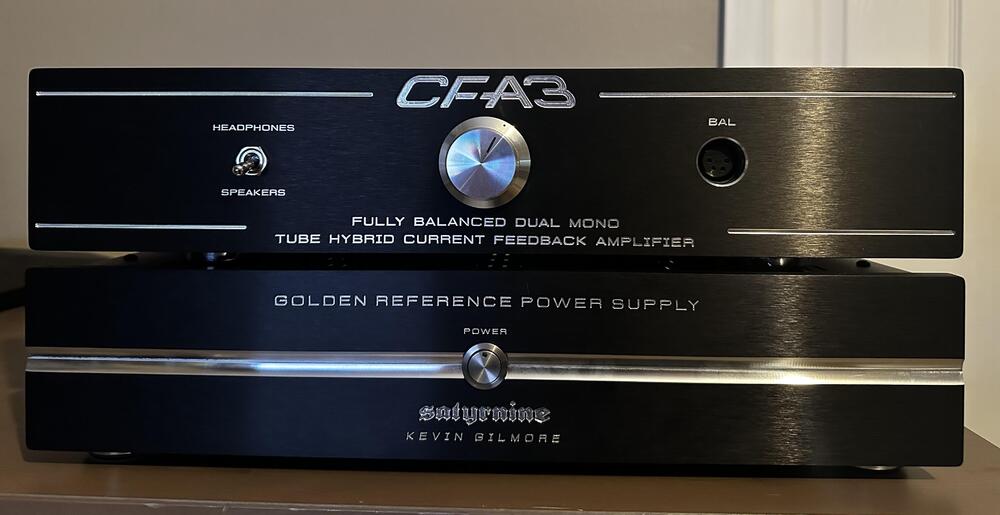 CFA3
HEADPHONES
BAL
SPEAKERS
FULLY BALANCED DUAL MONO
TUBE HYBRID CURRENT FEEDBACK AMPLIFIER
GOLDEN REFERENCE POWER SUPPLY
POWER
satyrnine
KEVIN GILMORE